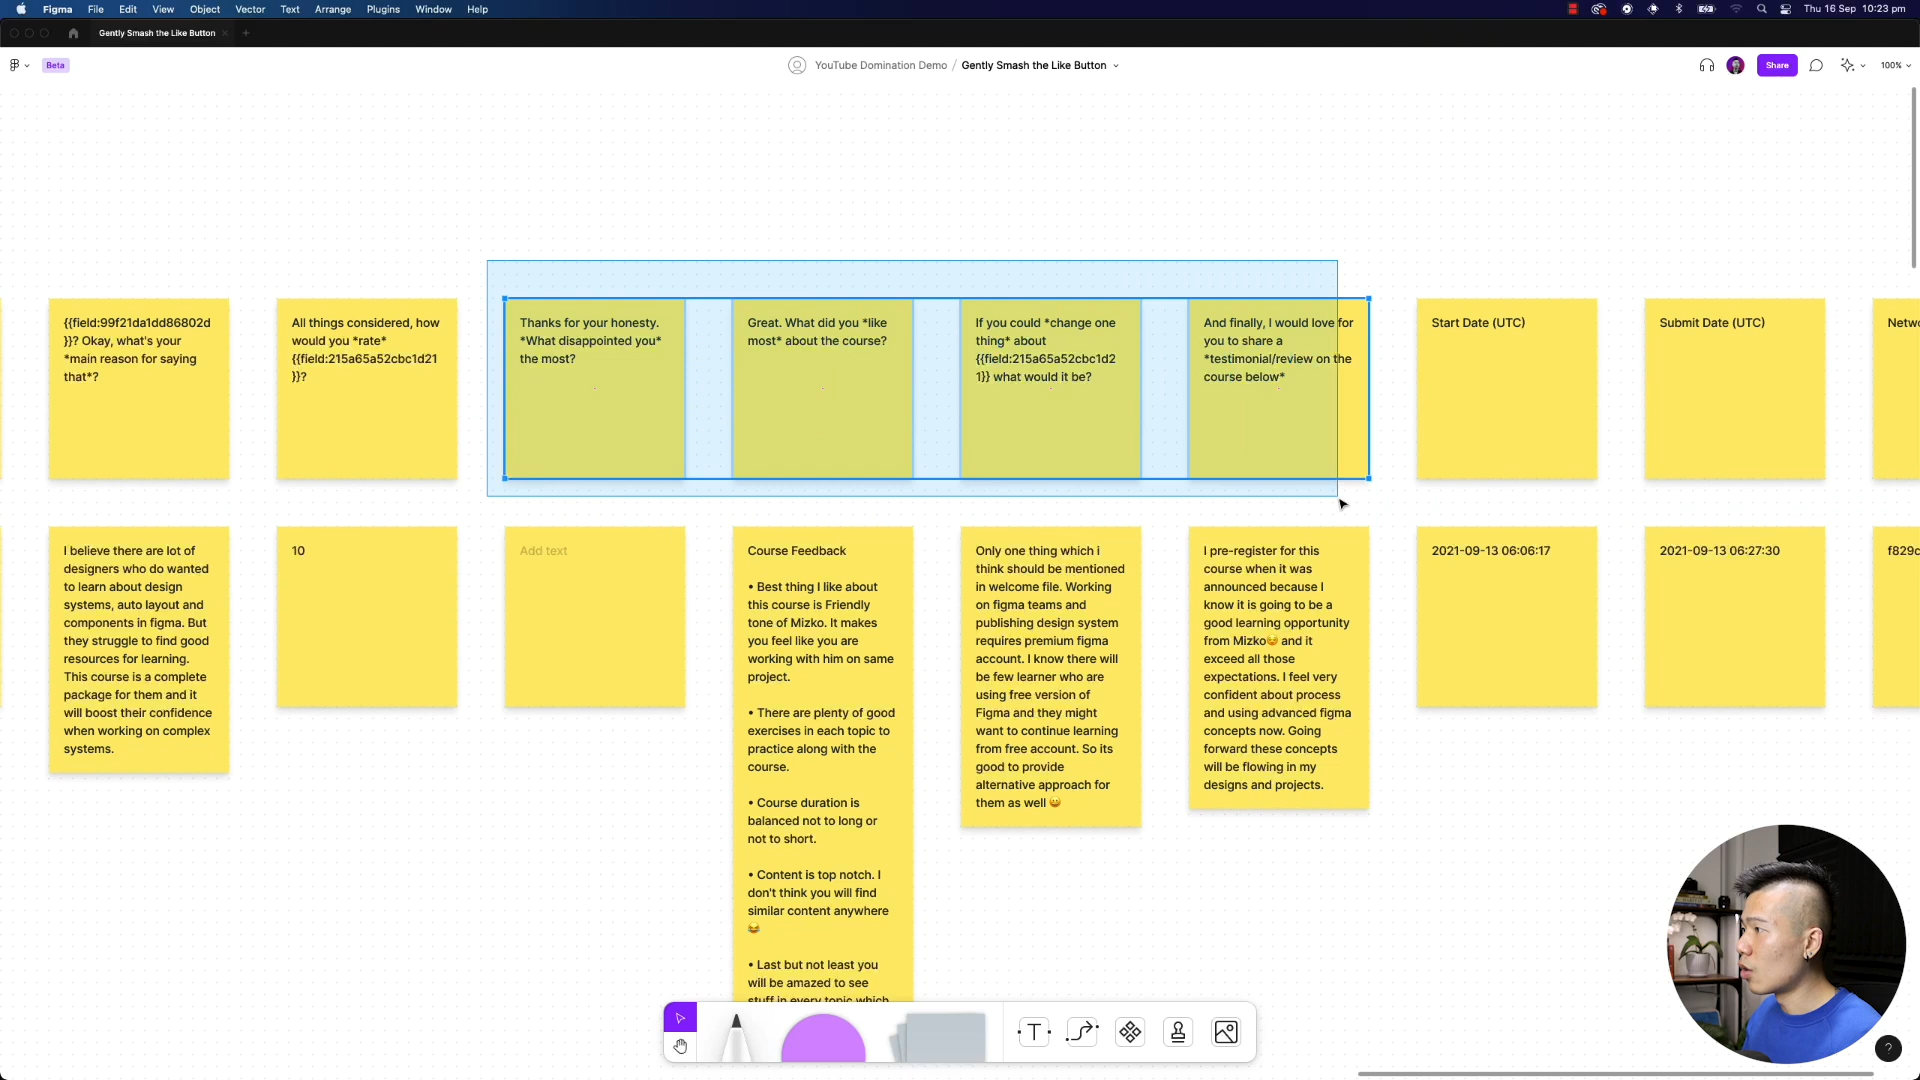 Figma File Edit View Object Vector Text Arrange Plugins Window Help
Thu 16 Sep 10:23 pm
Gently Smash the Like Button
Beta
YouTube Domination Demo / Gently Smash the Like Button
Share
100%
{{field:99f21da1dd86802d
}}? Okay, what's your
*main reason for saying
that*?
All things considered, how
would you *rate*
{{field:215a65a52cbc1d21
}}?
Thanks for your honesty.
*What disappointed you*
the most?
Great. What did you *like
most* about the course?
If you could *change one
thing* about
{{field:215a65a52cbc1d2
1}} what would it be?
And finally, I would love for
you to share a
*testimonial/review on the
course below*
Start Date (UTC)
Submit Date (UTC)
Netwo
I believe there are lot of
designers who do wanted
to learn about design
systems, auto layout and
components in figma. But
they struggle to find good
resources for learning.
This course is a complete
package for them and it
will boost their confidence
when working on complex
systems.
10
Add text
Course Feedback
• Best thing I like about
this course is Friendly
tone of Mizko. It makes
you feel like you are
working with him on same
project.
• There are plenty of good
exercises in each topic to
practice along with the
course.
• Course duration is
balanced not to long or
not to short.
• Content is top notch. I
don't think you will find
similar content anywhere
😂
• Last but not least you
will be amazed to see
stuff in every topic which
Only one thing which i
think should be mentioned
in welcome file. Working
on figma teams and
publishing design system
requires premium figma
account. I know there will
be few learner who are
using free version of
Figma and they might
want to continue learning
from free account. So its
good to provide
alternative approach for
them as well 😀
I pre-register for this
course when it was
announced because I
know it is going to be a
good learning opportunity
from Mizko😊 and it
exceed all those
expectations. I feel very
confident about process
and using advanced figma
concepts now. Going
forward these concepts
will be flowing in my
designs and projects.
2021-09-13 06:06:17
2021-09-13 06:27:30
f829c
T
?